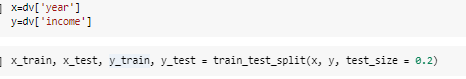 x=dv['year']
y=dv['income']
x_train, x_test, y_train, y_test = train_test_split(x, y, test_size = 0.2)